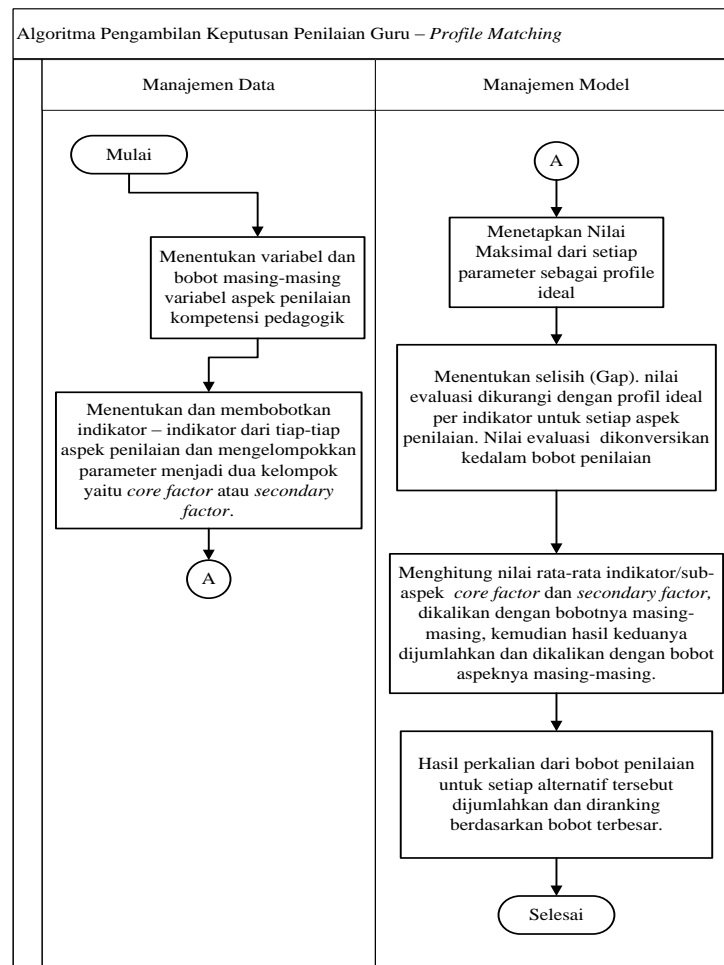 Algoritma Pengambilan Keputusan Penilaian Guru – Profile Matching
Manajemen Data
Mulai
Menentukan variabel dan
bobot masing-masing
variabel aspek penilaian
kompetensi pedagogik
Menentukan dan membobotkan
indikator – indikator dari tiap-tiap
aspek penilaian dan mengelompokkan
parameter menjadi dua kelompok
yaitu core factor atau secondary
factor.
A
Manajemen Model
A
Menetapkan Nilai
Maksimal dari setiap
parameter sebagai profile
ideal
Menentukan selisih (Gap). nilai
evaluasi dikurangi dengan profil ideal
per indikator untuk setiap aspek
penilaian. Nilai evaluasi dikonversikan
kedalam bobot penilaian
Menghitung nilai rata-rata indikator/sub-
aspek core factor dan secondary factor,
dikalikan dengan bobotnya masing-
masing, kemudian hasil keduanya
dijumlahkan dan dikalikan dengan bobot
aspeknya masing-masing.
Hasil perkalian dari bobot penilaian
untuk setiap alternatif tersebut
dijumlahkan dan diranking
berdasarkan bobot terbesar.
Selesai